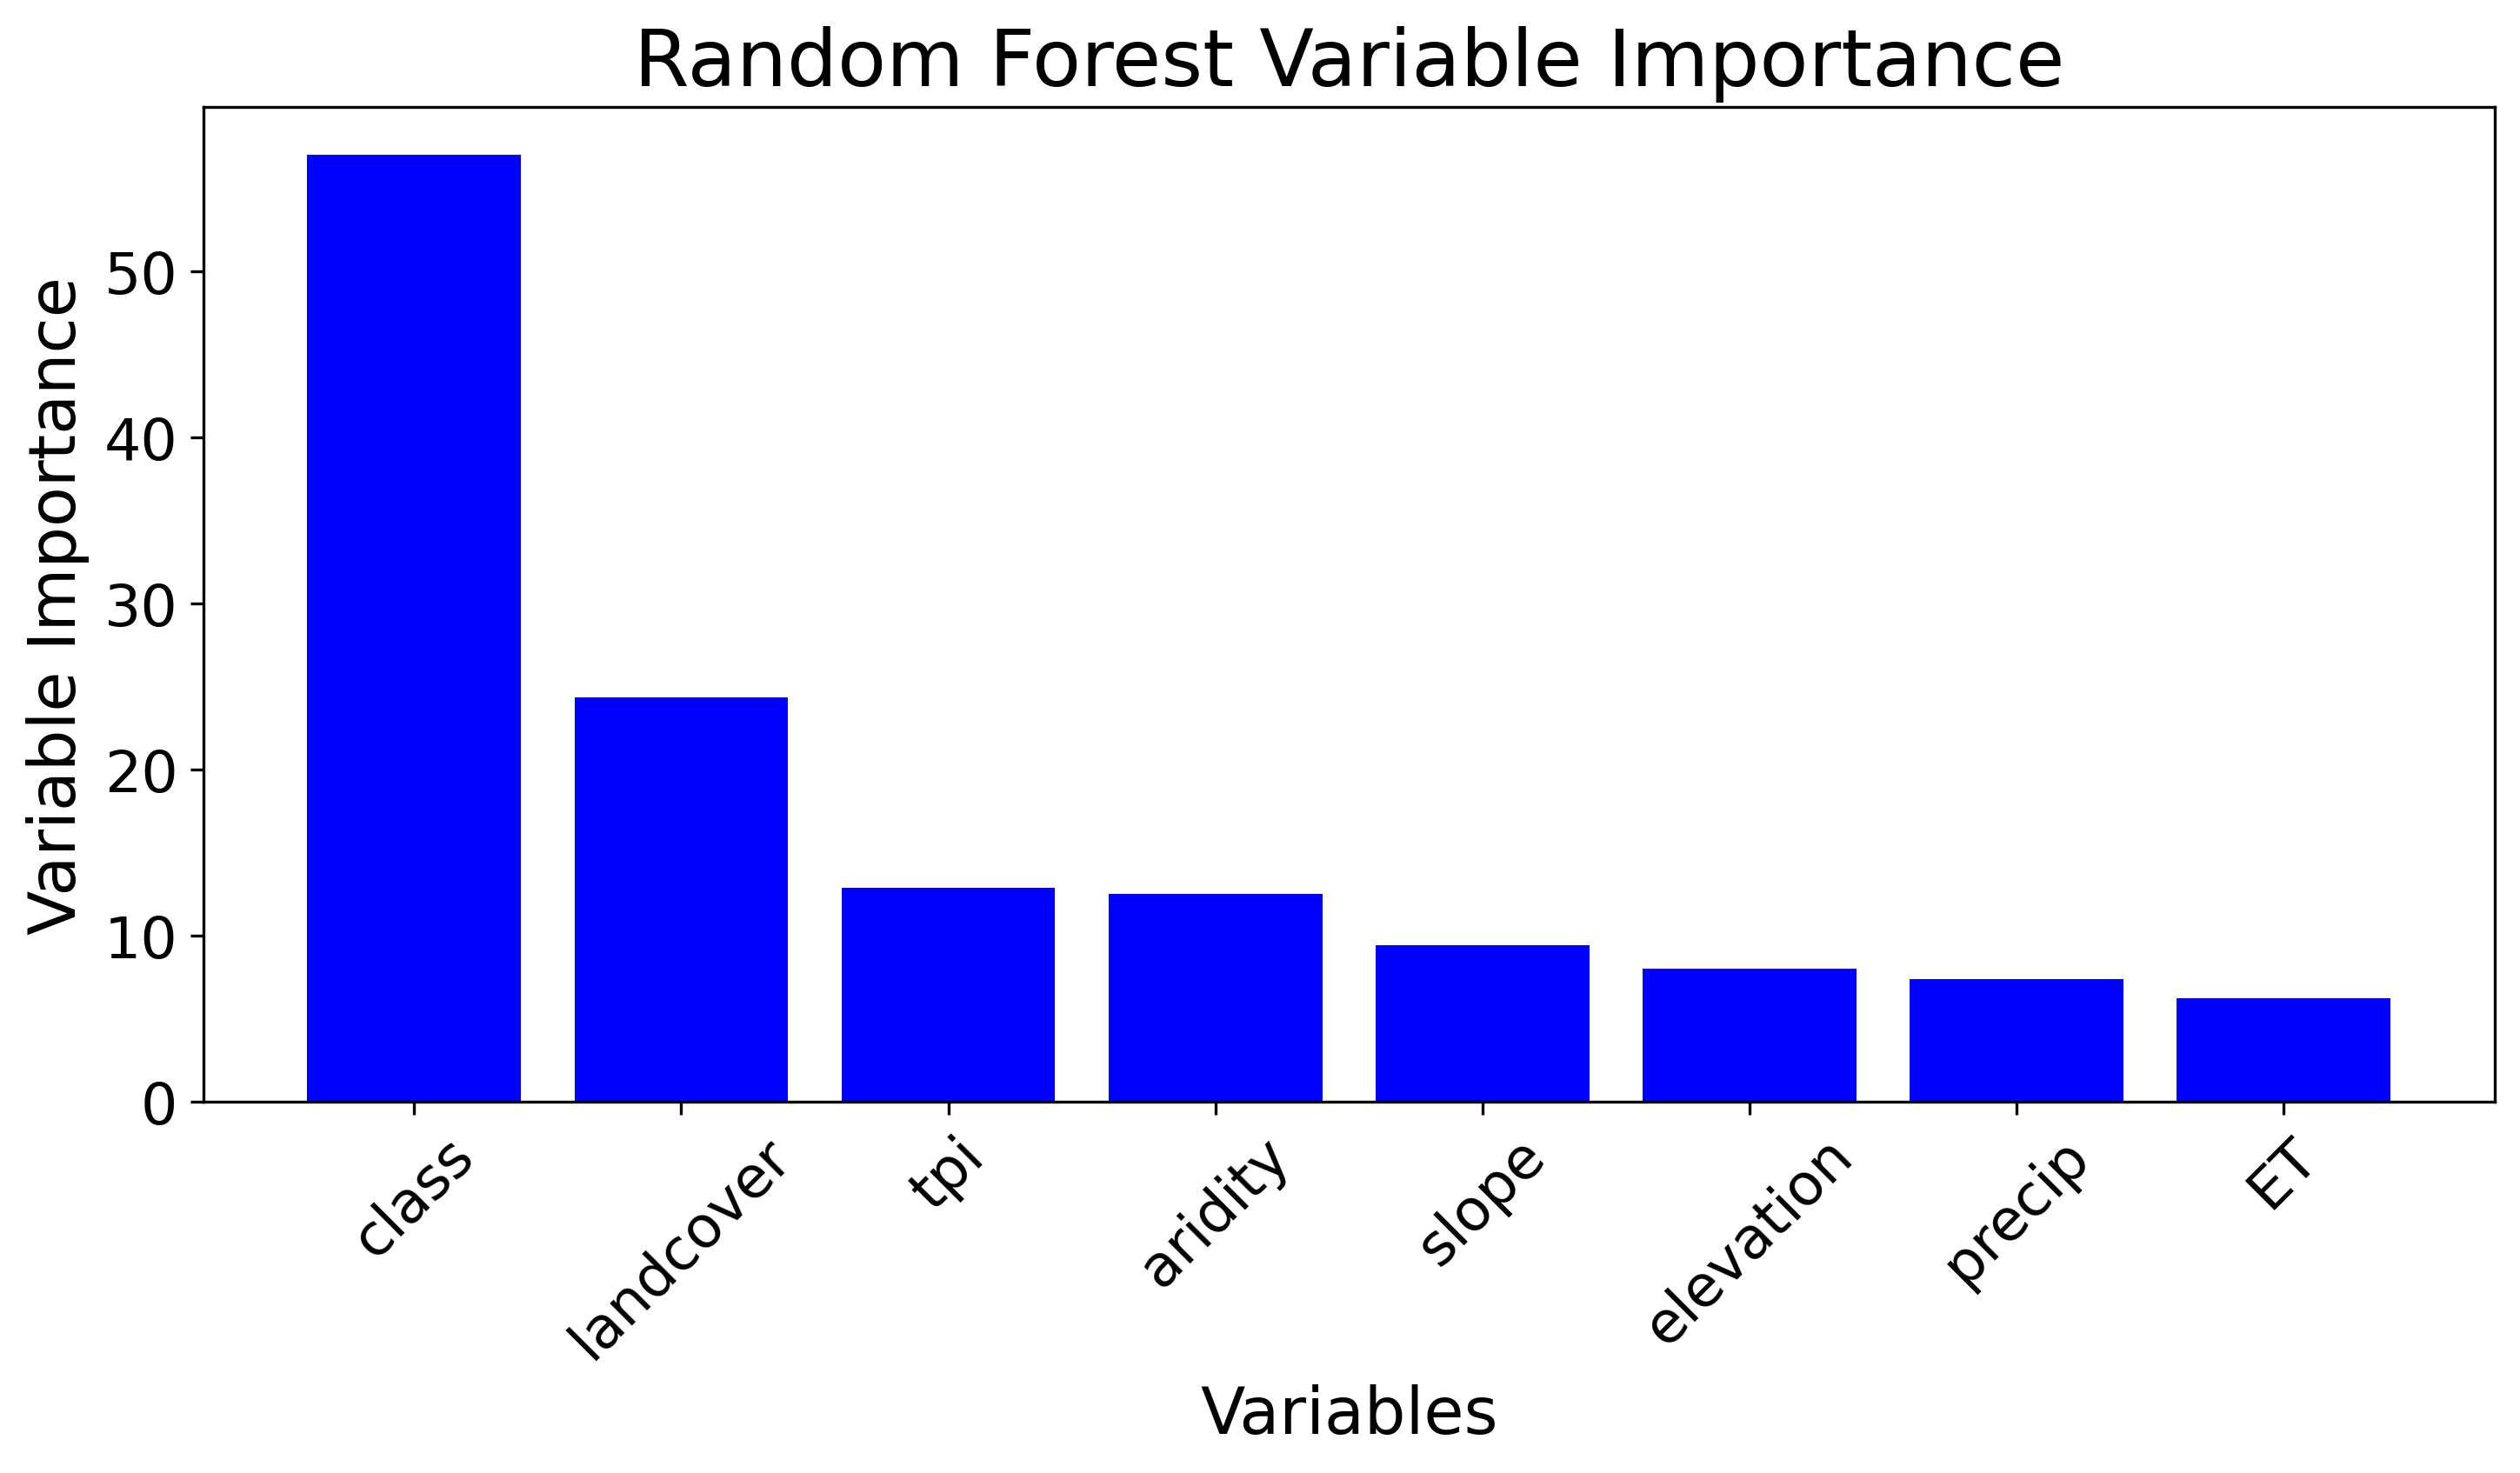 Random Forest Variable Importance
Variable Importance
50
40
30
20
10
0
class
landcover
tpi
aridity
slope
elevation
precip
ET
Variables